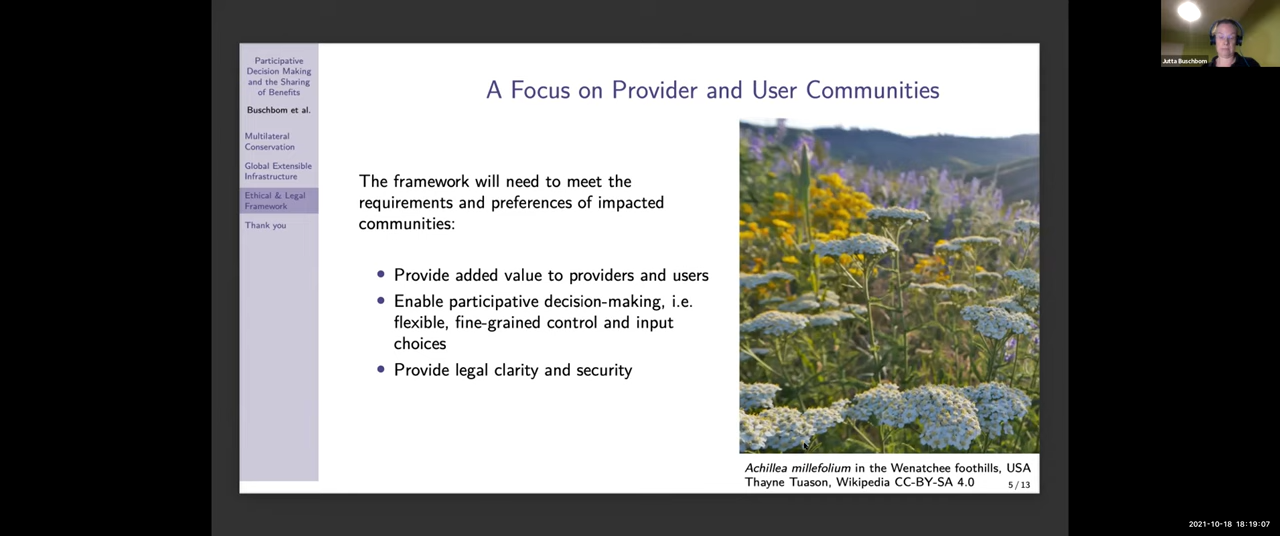 Participative
Decision Making
and the Sharing
of Benefits
Buschbom et al.
Multilateral
Conservation
Global Extensible
Infrastructure
Ethical & Legal
Framework
Thank you
A Focus on Provider and User Communities
The framework will need to meet the
requirements and preferences of impacted
communities:
Provide added value to providers and users
Enable participative decision-making, i.e.
flexible, fine-grained control and input
choices
Provide legal clarity and security
Achillea millefolium in the Wenatchee foothills, USA
Thayne Tuason, Wikipedia CC-BY-SA 4.0
5 / 13
Jutta Buschbom
2021-10-18 18:19:07